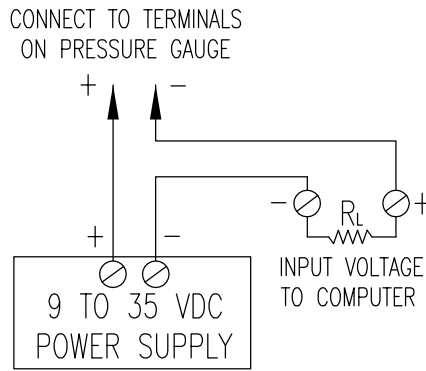 CONNECT TO TERMINALS
ON PRESSURE GAUGE
+ -
+ -
- RL +
INPUT VOLTAGE
TO COMPUTER
9 TO 35 VDC
POWER SUPPLY